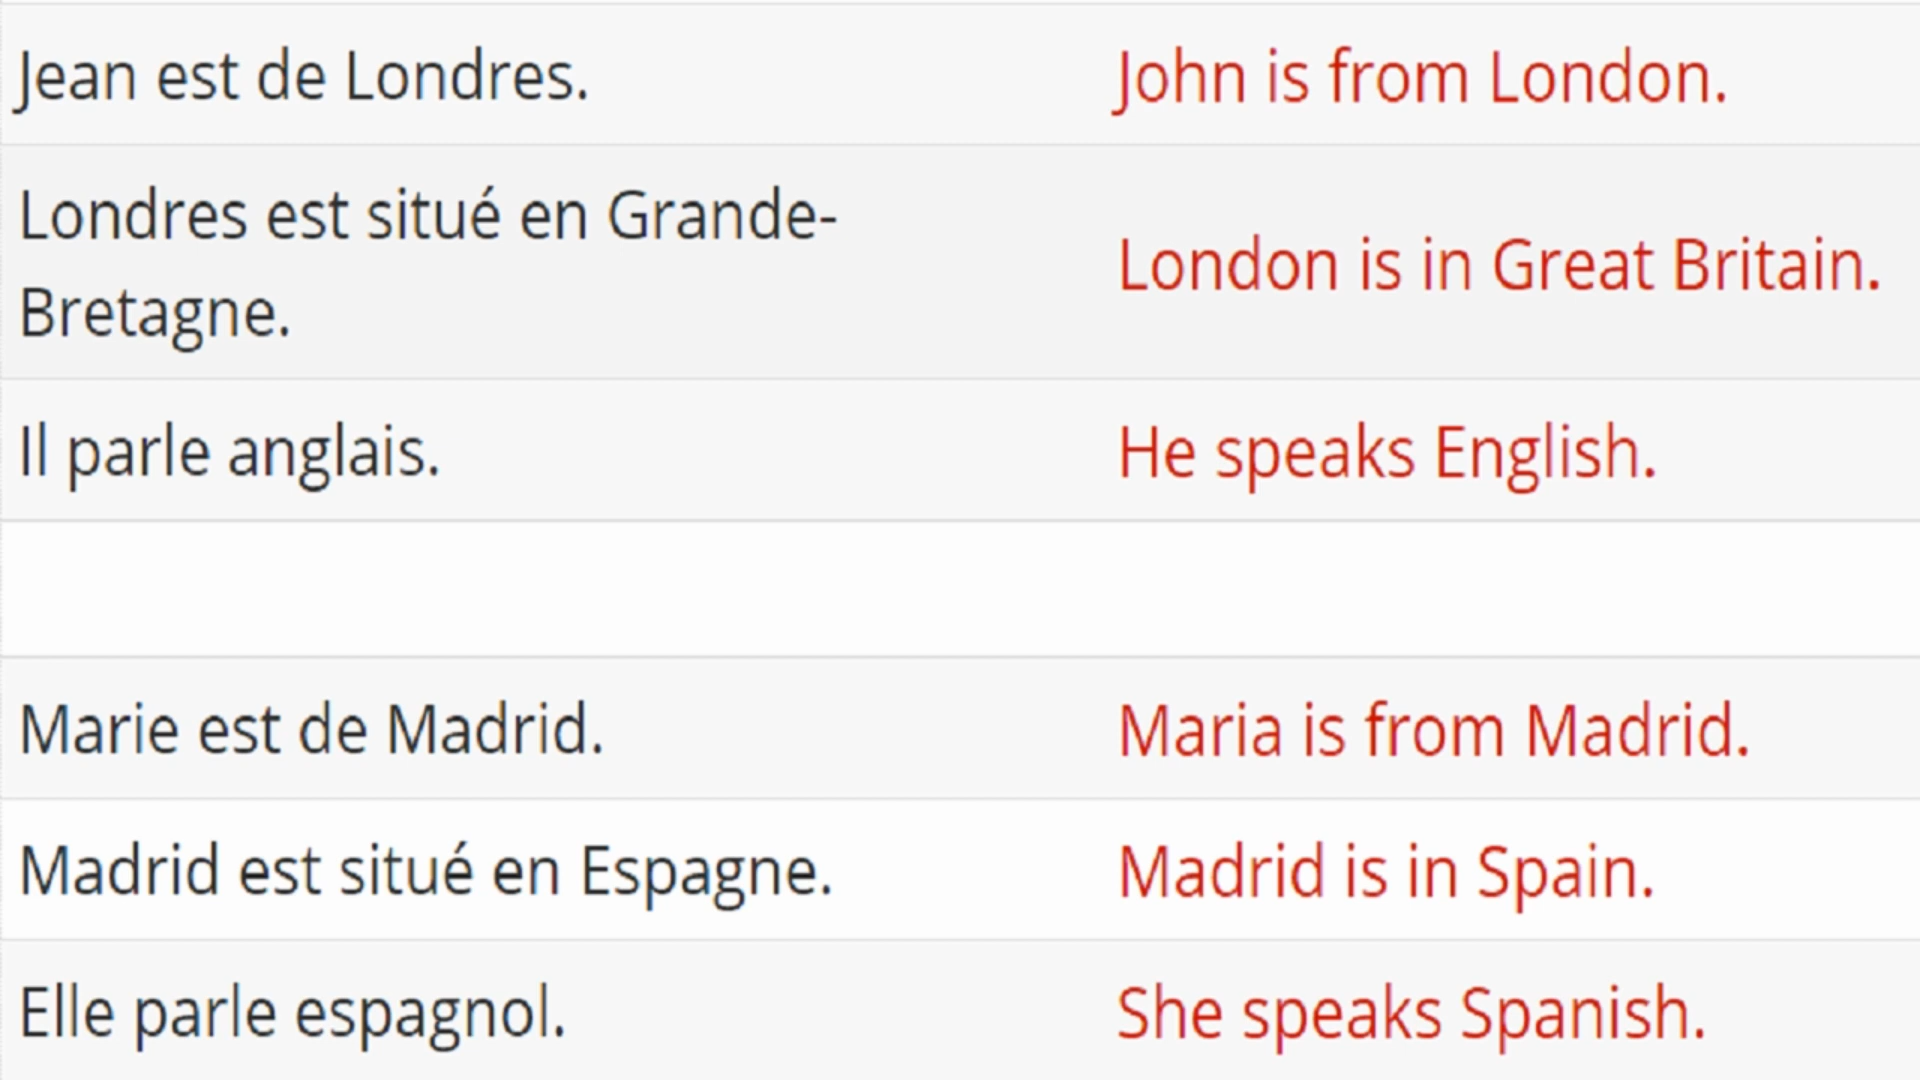 Jean est de Londres. John is from London.
Londres est situé en Grande-
Bretagne. London is in Great Britain.
Il parle anglais. He speaks English.
Marie est de Madrid. Maria is from Madrid.
Madrid est situé en Espagne. Madrid is in Spain.
Elle parle espagnol. She speaks Spanish.